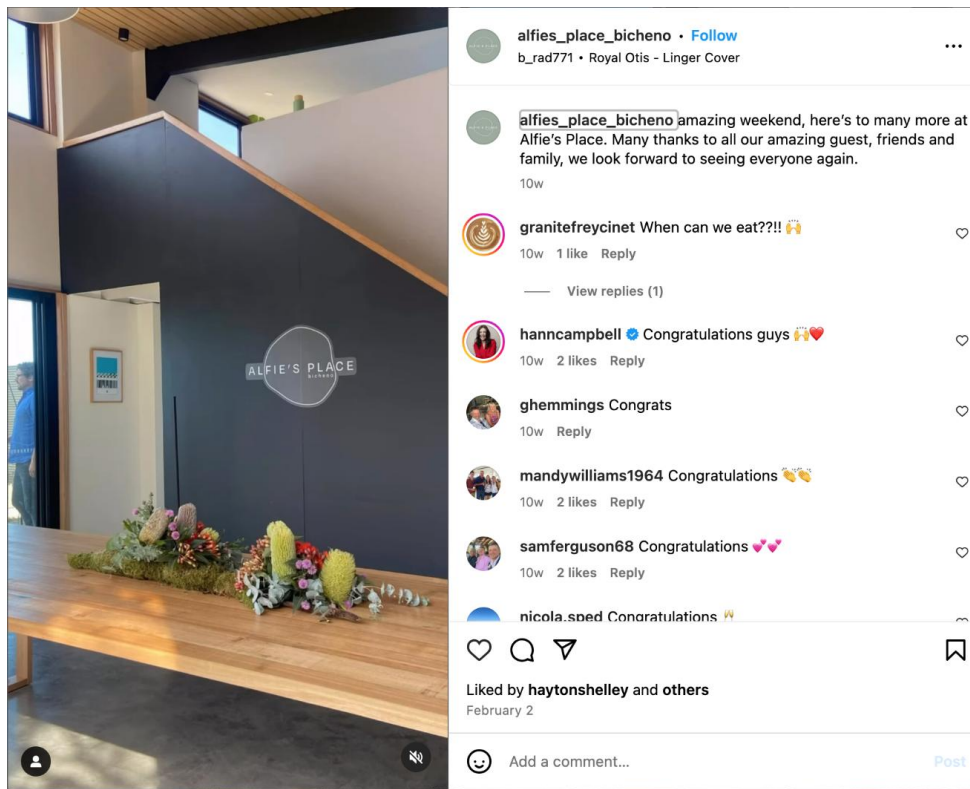 ALFIE'S PLACE
bicheno
alfies_place_bicheno • Follow
b_rad771 • Royal Otis - Linger Cover
alfies_place_bicheno amazing weekend, here's to many more at
Alfie's Place. Many thanks to all our amazing guest, friends and
family, we look forward to seeing everyone again.
10w
granitefreycinet When can we eat??!! 🙌
10w 1 like Reply
View replies (1)
hanncampbell Congratulations guys 🙌❤️
10w 2 likes Reply
ghemmings Congrats
10w Reply
mandywilliams1964 Congratulations 👏👏
10w 2 likes Reply
samferguson68 Congratulations 💕💕
10w 2 likes Reply
nicola.sped Congratulations 🥂
Liked by haytonshelley and others
February 2
Add a comment...
Post